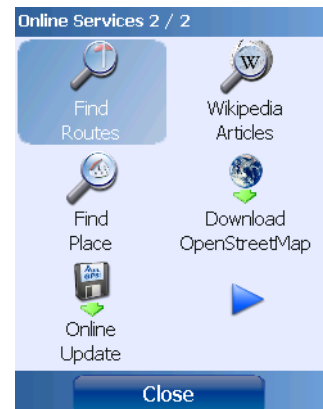 Online Services 2 / 2
Find
Routes
W
Wikipedia
Articles
Find
Place
Download
OpenStreetMap
Online
Update
Close